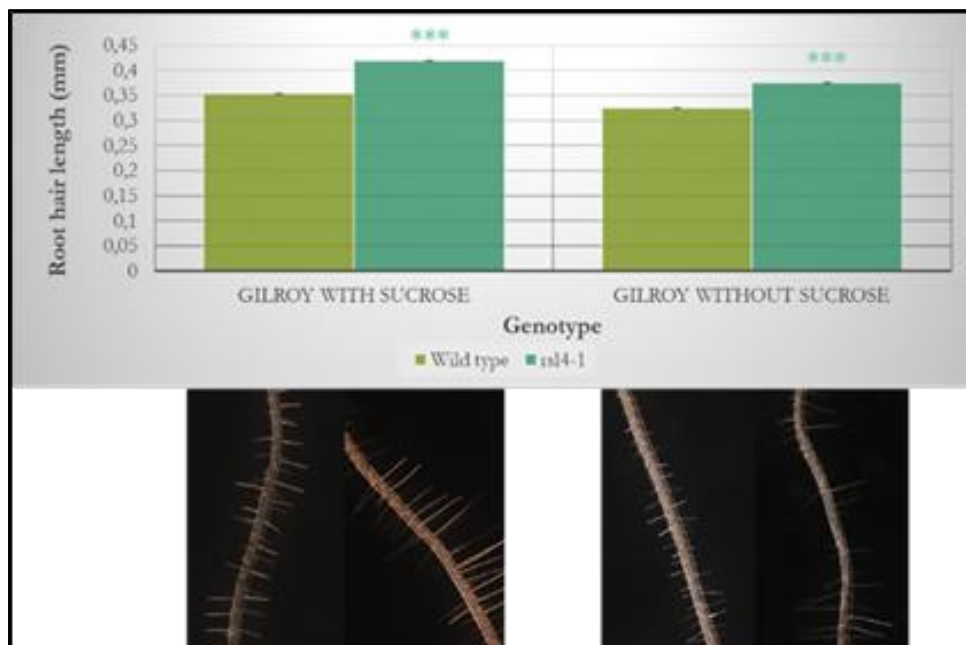 Root hair length (mm)
0,45
0,4
0,35
0,3
0,25
0,2
0,15
0,1
0,05
0
***
***
GILROY WITH SUCROSE
GILROY WITHOUT SUCROSE
Genotype
Wild type
rsl4-1